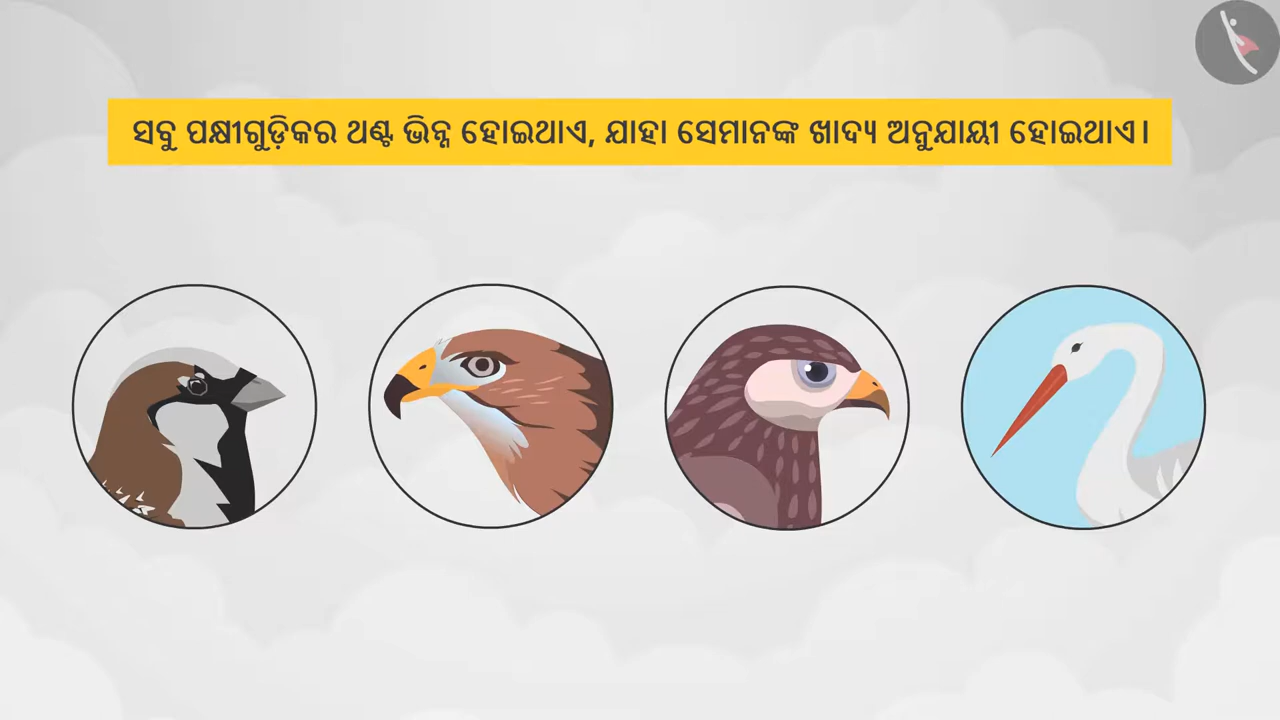 ସବୁ ପକ୍ଷୀଗୁଡ଼ିକର ଥଣ୍ଟ ଭିନ୍ନ ହୋଇଥାଏ, ଯାହା ସେମାନଙ୍କ ଖାଦ୍ୟ ଅନୁଯାୟୀ ହୋଇଥାଏ।